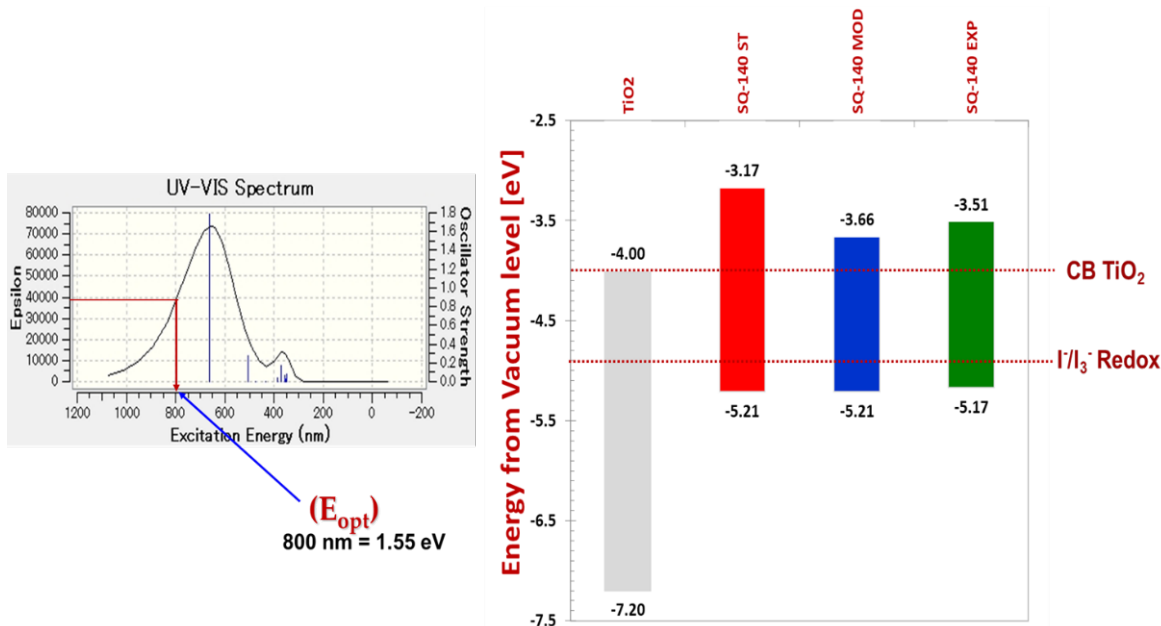 UV-VIS Spectrum
80000
70000
60000
50000
40000
30000
20000
10000
0
Epsilon
1.8
1.6
1.4
1.2
1.0
0.8
0.6
0.4
0.2
0.0
Oscillator Strength
1200 1000 800 600 400 200 0 -200
Excitation Energy (nm)
(Eopt)
800 nm = 1.55 eV
TiO2
SQ-140 ST
SQ-140 MOD
SQ-140 EXP
Energy from Vacuum level [eV]
-2.5
-3.5
-4.5
-5.5
-6.5
-7.5
-4.00
-7.20
-3.17
-5.21
-3.66
-5.21
-3.51
-5.17
CB TiO2
I-/I3- Redox